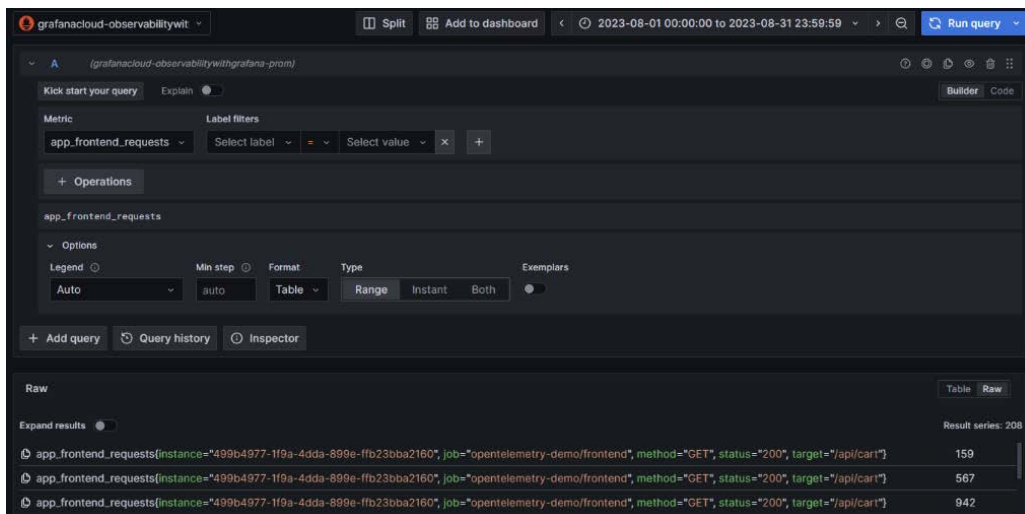 grafanacloud-observabilitywit
Split
Add to dashboard
2023-08-01 00:00:00 to 2023-08-31 23:59:59
Run query
A (grafanacloud-observabilitywithgrafana-prom)
Kick start your query Explain
Builder Code
Metric Label filters
app_frontend_requests Select label = Select value × +
+ Operations
app_frontend_requests
Options
Legend Min step Format Type Exemplars
Auto auto Table Range Instant Both
+ Add query Query history Inspector
Raw Table Raw
Expand results Result series: 208
app_frontend_requests{instance="499b4977-1f9a-4dda-899e-ffb23bba2160", job="opentelemetry-demo/frontend", method="GET", status="200", target="/api/cart"} 159
app_frontend_requests{instance="499b4977-1f9a-4dda-899e-ffb23bba2160", job="opentelemetry-demo/frontend", method="GET", status="200", target="/api/cart"} 567
app_frontend_requests{instance="499b4977-1f9a-4dda-899e-ffb23bba2160", job="opentelemetry-demo/frontend", method="GET", status="200", target="/api/cart"} 942